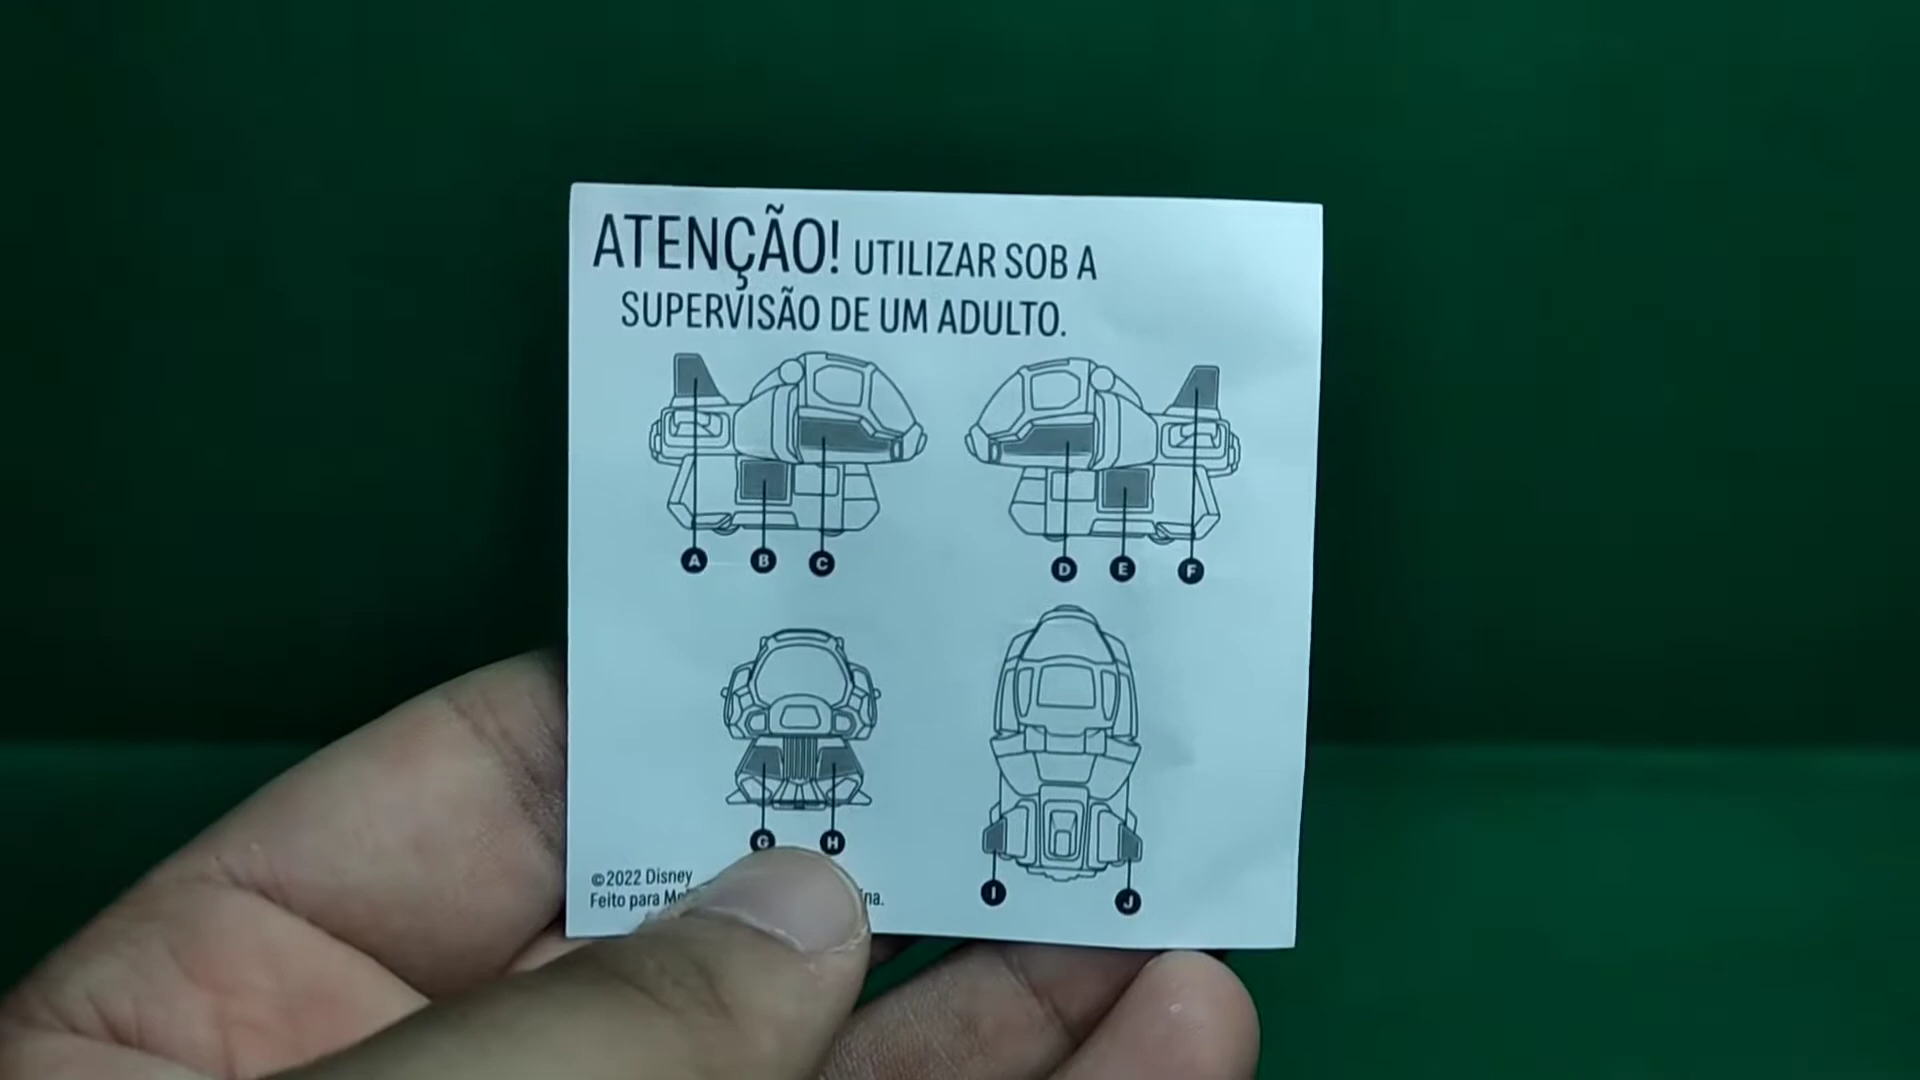 ATENÇÃO! UTILIZAR SOB A
SUPERVISÃO DE UM ADULTO.
A B C D E F
G H
I J
©2022 Disney
Feito para